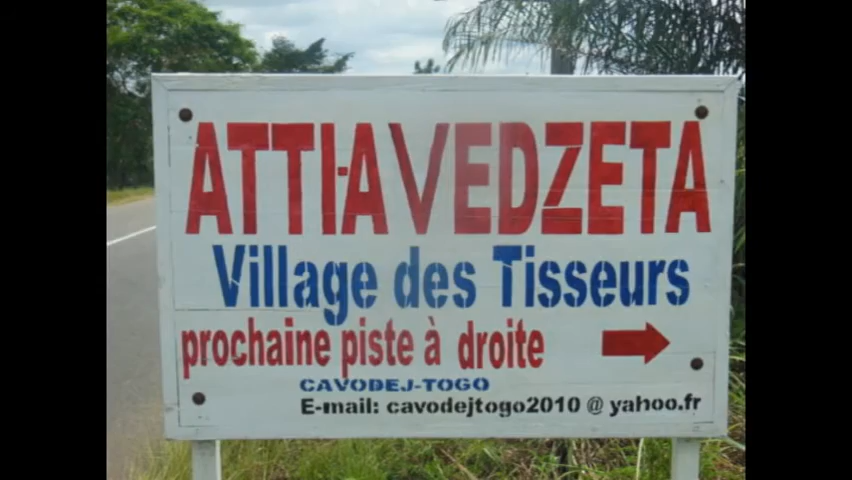 ATTI-AVEDZETA
Village des Tisseurs
prochaine piste à droite
CAVODEJ-TOGO
E-mail: cavodejtogo2010 @ yahoo.fr